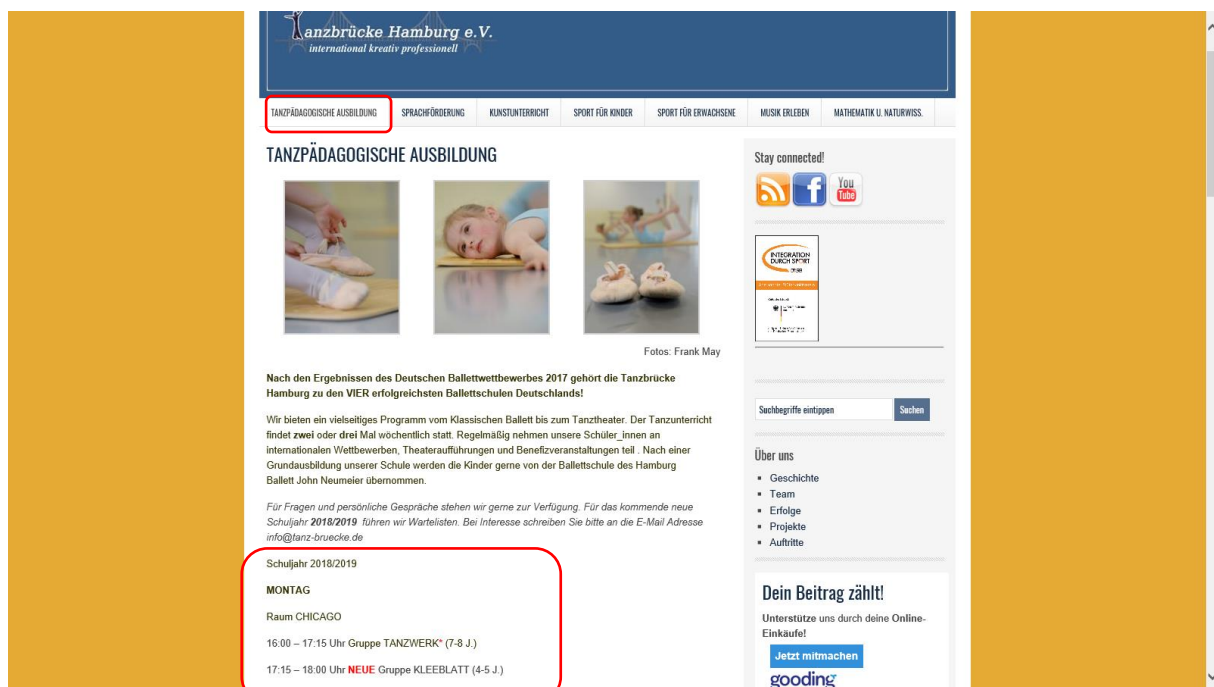 Tanzbrücke Hamburg e.V.
international kreativ professionell
TANZPÄDAGOGISCHE AUSBILDUNG
SPRACHFÖRDERUNG
KUNSTUNTERRICHT
SPORT FÜR KINDER
SPORT FÜR ERWACHSENE
MUSIK ERLEBEN
MATHEMATIK U. NATURWISS.
TANZPÄDAGOGISCHE AUSBILDUNG
Fotos: Frank May
Nach den Ergebnissen des Deutschen Ballettwettbewerbes 2017 gehört die Tanzbrücke
Hamburg zu den VIER erfolgreichsten Ballettschulen Deutschlands!
Wir bieten ein vielseitiges Programm vom Klassischen Ballett bis zum Tanztheater. Der Tanzunterricht
findet zwei oder drei Mal wöchentlich statt. Regelmäßig nehmen unsere Schüler_innen an
internationalen Wettbewerben, Theateraufführungen und Benefizveranstaltungen teil . Nach einer
Grundausbildung unserer Schule werden die Kinder gerne von der Ballettschule des Hamburg
Ballett John Neumeier übernommen.
Für Fragen und persönliche Gespräche stehen wir gerne zur Verfügung. Für das kommende neue
Schuljahr 2018/2019 führen wir Wartelisten. Bei Interesse schreiben Sie bitte an die E-Mail Adresse
info@tanz-bruecke.de
Schuljahr 2018/2019
MONTAG
Raum CHICAGO
16:00 – 17:15 Uhr Gruppe TANZWERK* (7-8 J.)
17:15 – 18:00 Uhr NEUE Gruppe KLEEBLATT (4-5 J.)
Stay connected!
You
Tube
INTEGRATION
DURCH SPORT
Suchbegriffe eintippen
Suchen
Über uns
Geschichte
Team
Erfolge
Projekte
Auftritte
Dein Beitrag zählt!
Unterstütze uns durch deine Online-
Einkäufe!
Jetzt mitmachen
gooding